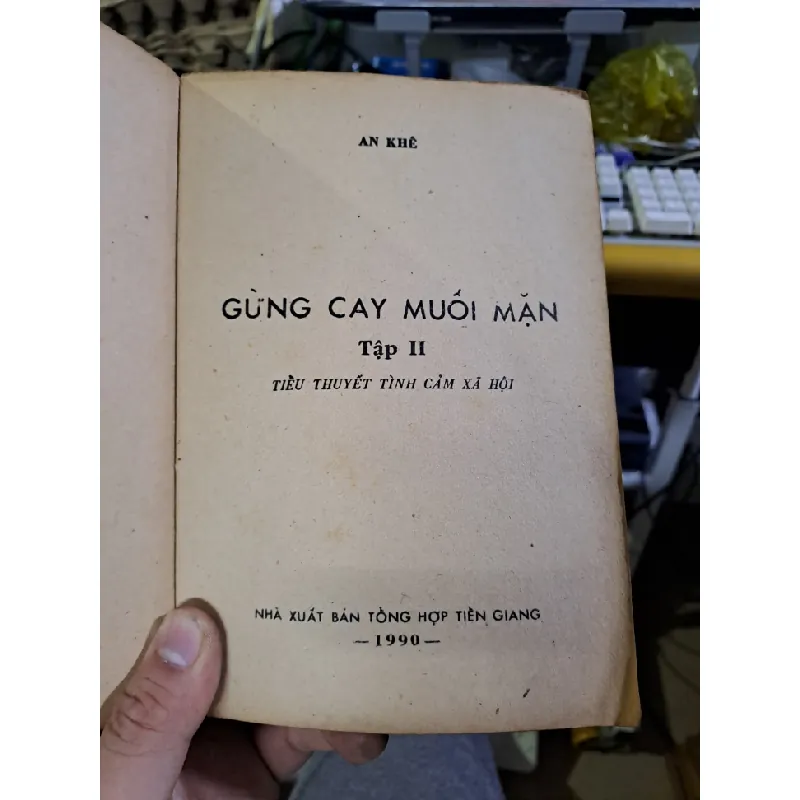 AN KHÊ
GỪNG CAY MUỐI MẶN
Tập II
TIỂU THUYẾT TÌNH CẢM XÃ HỘI
NHÀ XUẤT BẢN TỔNG HỢP TIỀN GIANG
—1990—